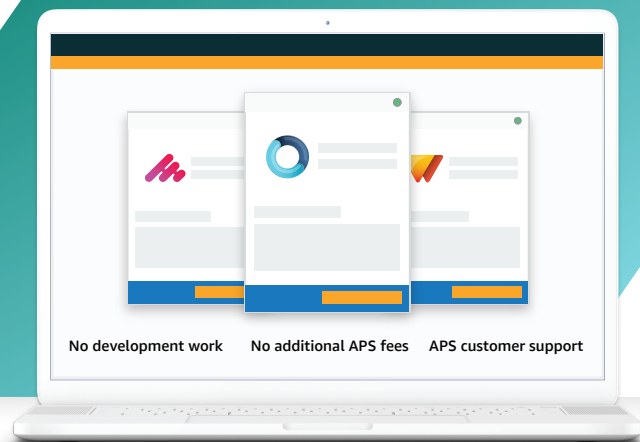 No development work
No additional APS fees
APS customer support